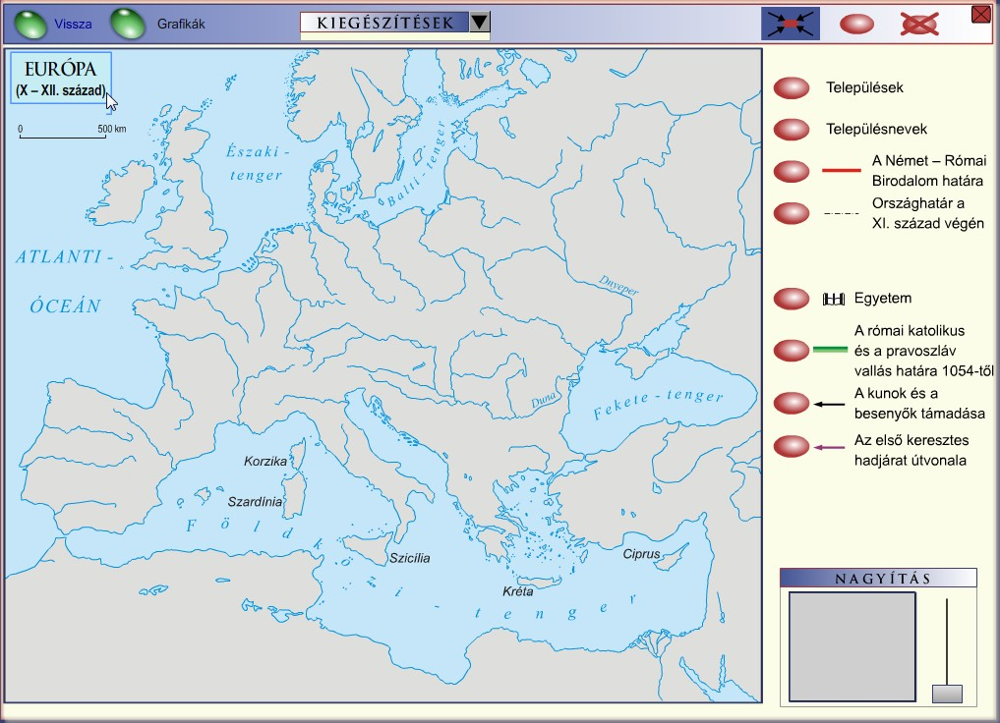 Vissza
Grafikák
KIEGÉSZÍTÉSEK
EURÓPA
(X – XII. század)
0 500 km
Északi -
tenger
Balti - tenger
ATLANTI -
ÓCEÁN
Dnyeper
Duna
Fekete - tenger
Korzika
Szardínia
Földközi - tenger
Szicília
Ciprus
Kréta
Települések
Településnevek
A Német – Római
Birodalom határa
Országhatár a
XI. század végén
Egyetem
A római katolikus
és a pravoszláv
vallás határa 1054-től
A kunok és a
besenyők támadása
Az első keresztes
hadjárat útvonala
NAGYÍTÁS